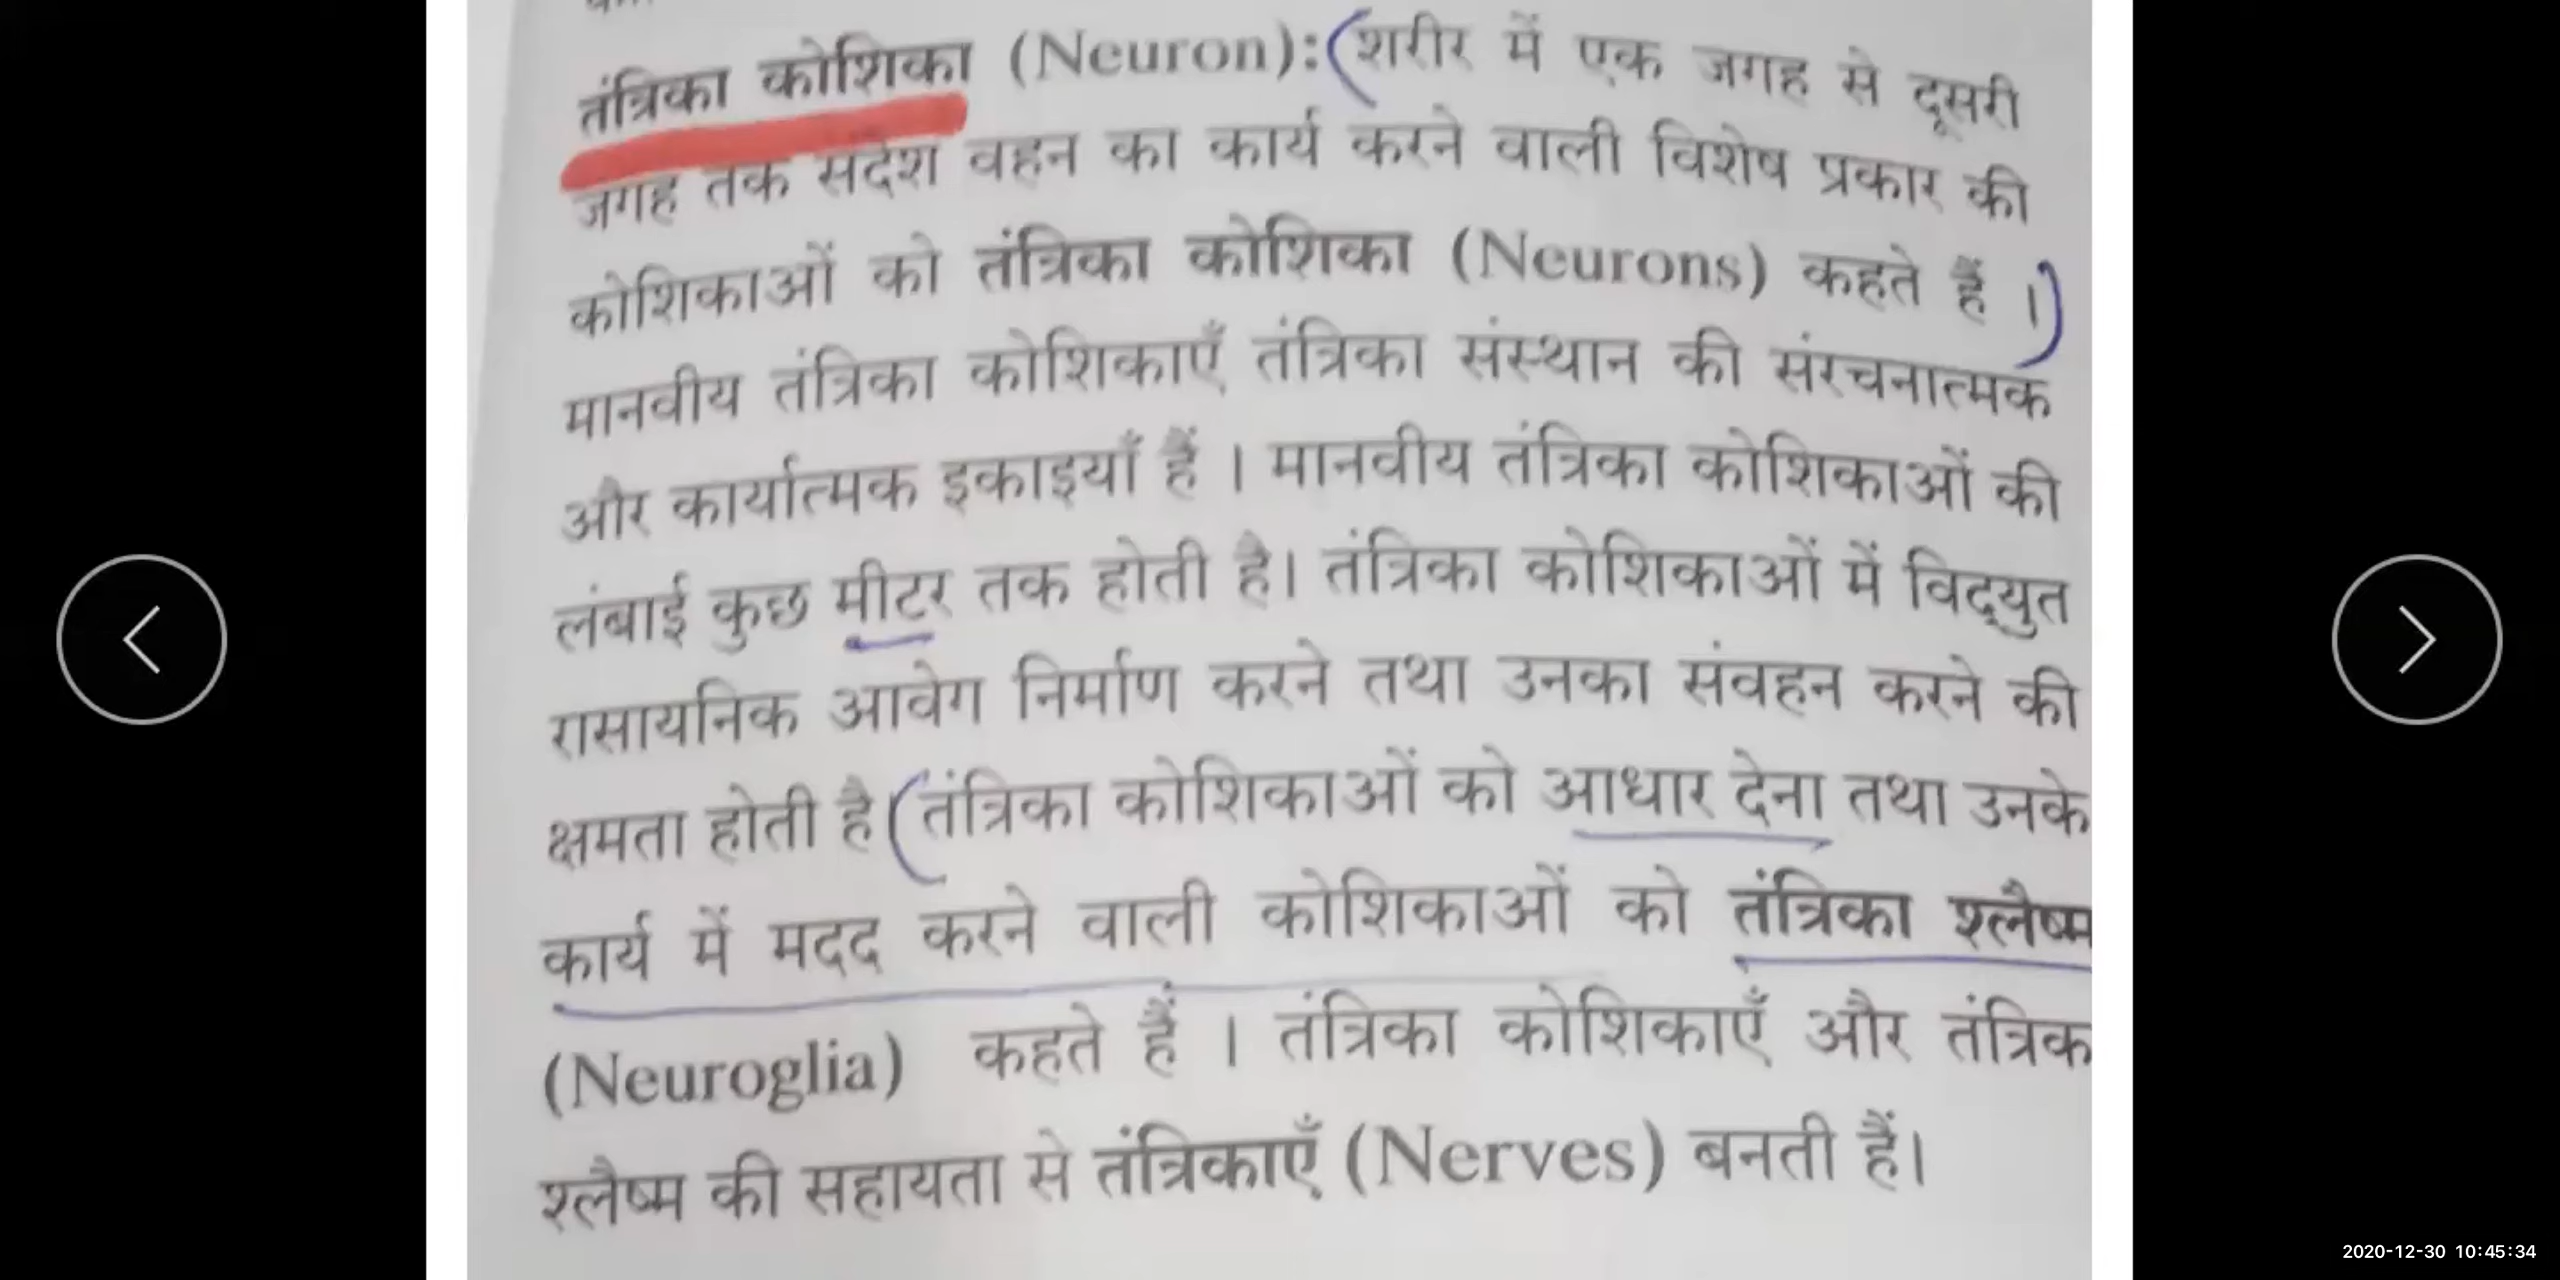 तंत्रिका कोशिका (Neuron): (शरीर में एक जगह से दूसरी
जगह तक संदेश वहन का कार्य करने वाली विशेष प्रकार की
कोशिकाओं को तंत्रिका कोशिका (Neurons) कहते हैं ।)
मानवीय तंत्रिका कोशिकाएँ तंत्रिका संस्थान की संरचनात्मक
और कार्यात्मक इकाइयाँ हैं । मानवीय तंत्रिका कोशिकाओं की
लंबाई कुछ मीटर तक होती है। तंत्रिका कोशिकाओं में विद्युत
रासायनिक आवेग निर्माण करने तथा उनका संवहन करने की
क्षमता होती है (तंत्रिका कोशिकाओं को आधार देना तथा उनके
कार्य में मदद करने वाली कोशिकाओं को तंत्रिका श्लैष्म
(Neuroglia) कहते हैं । तंत्रिका कोशिकाएँ और तंत्रिक
श्लैष्म की सहायता से तंत्रिकाएँ (Nerves) बनती हैं।
2020-12-30 10:45:34